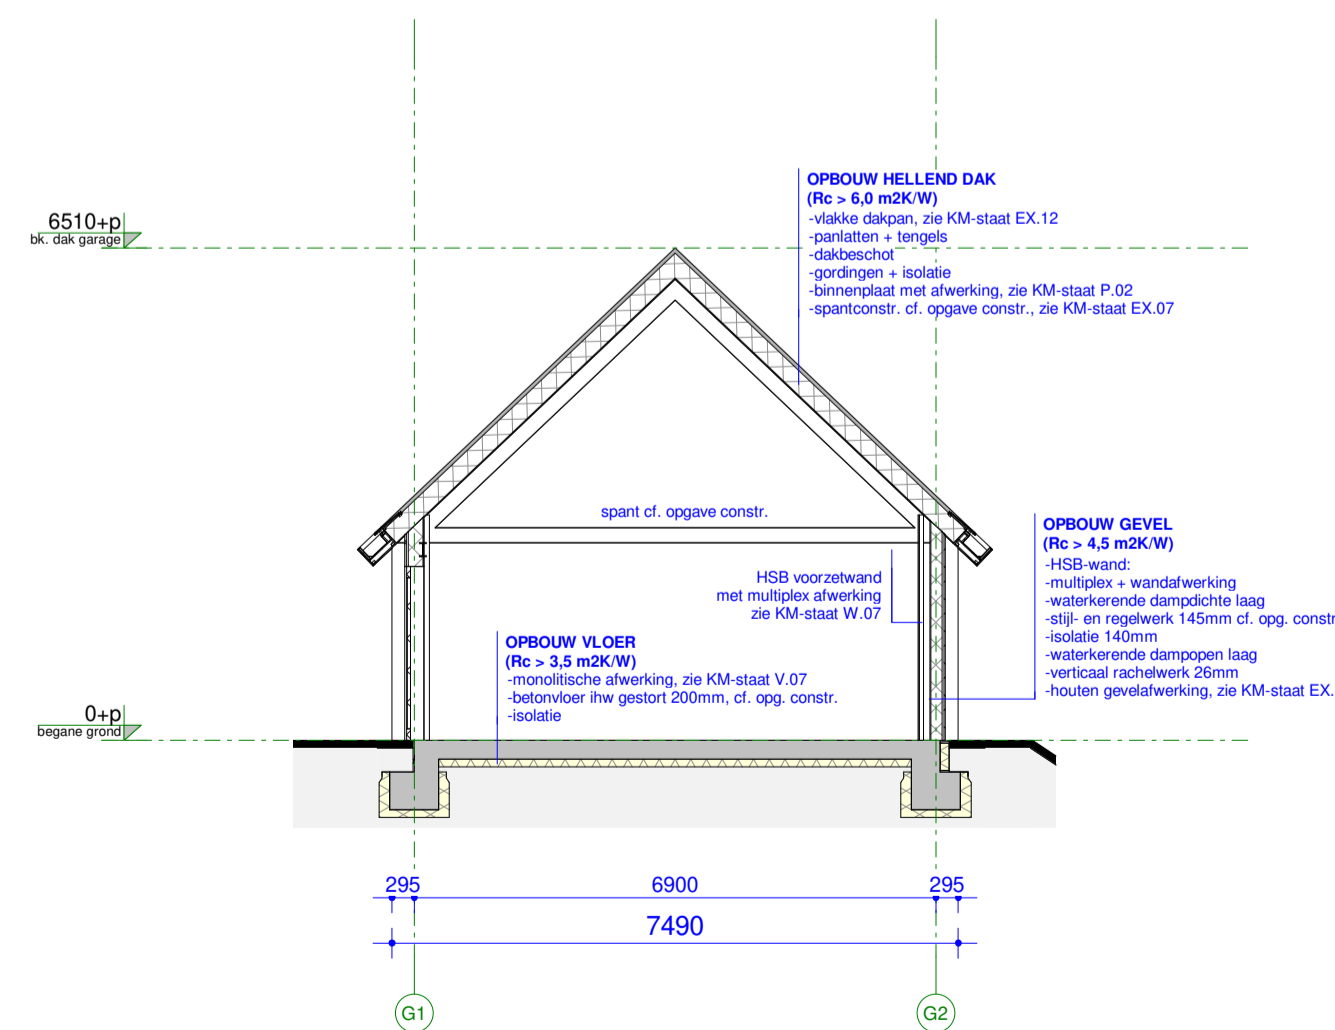 OPBOUW HELLEND DAK
(Rc > 6,0 m2K/W)
-vlakke dakpan, zie KM-staat EX.12
-panlatten + tengels
-dakbeschot
-gordingen + isolatie
-binnenplaat met afwerking, zie KM-staat P.02
-spantconstr. cf. opgave constr., zie KM-staat EX.07
6510+p
bk. dak garage
spant cf. opgave constr.
OPBOUW GEVEL
(Rc > 4,5 m2K/W)
-HSB-wand:
-multiplex + wandafwerking
-waterkerende dampdichte laag
-stijl- en regelwerk 145mm cf. opg. constr
-isolatie 140mm
-waterkerende dampopen laag
-verticaal rachelwerk 26mm
-houten gevelafwerking, zie KM-staat EX.
HSB voorzetwand
met multiplex afwerking
zie KM-staat W.07
OPBOUW VLOER
(Rc > 3,5 m2K/W)
-monolitische afwerking, zie KM-staat V.07
-betonvloer ihw gestort 200mm, cf. opg. constr.
-isolatie
0+p
begane grond
295 6900 295
7490
G1 G2